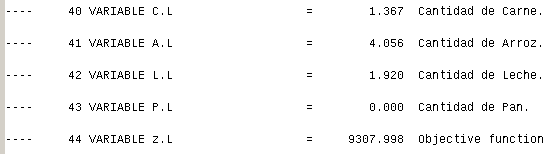 ---- 40 VARIABLE C.L = 1.367 Cantidad de Carne.
---- 41 VARIABLE A.L = 4.056 Cantidad de Arroz.
---- 42 VARIABLE L.L = 1.920 Cantidad de Leche.
---- 43 VARIABLE P.L = 0.000 Cantidad de Pan.
---- 44 VARIABLE z.L = 9307.998 Objective function